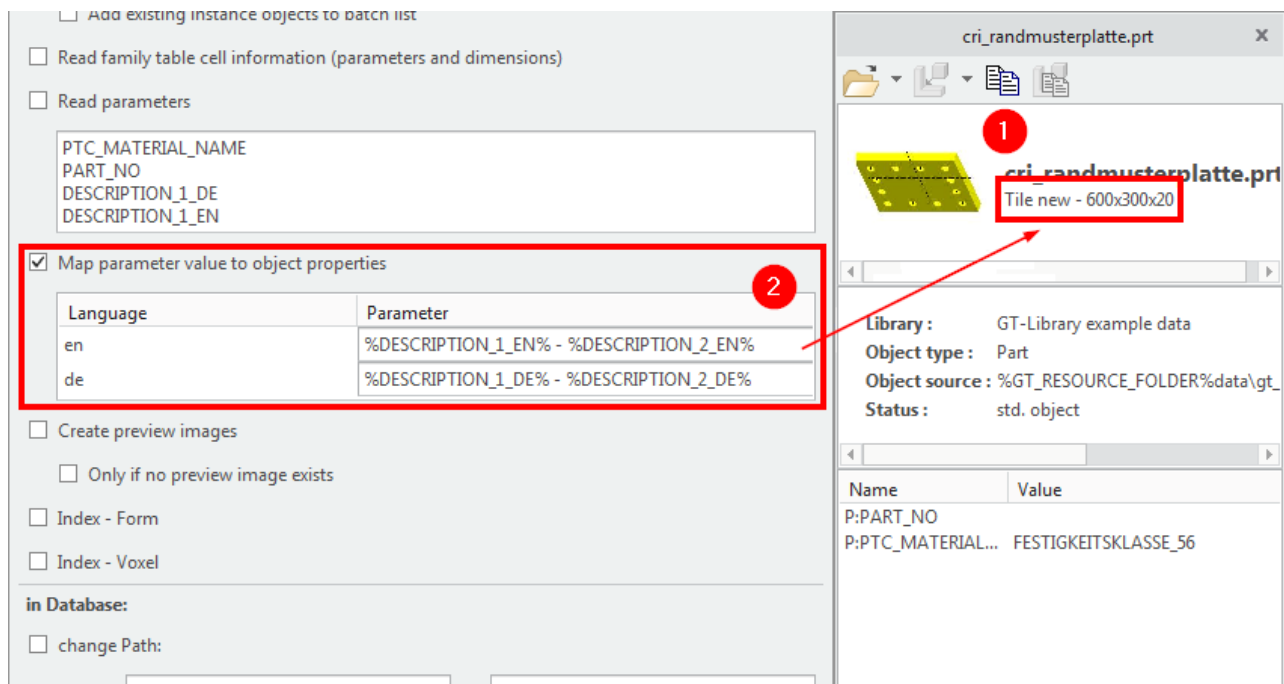 Add existing instance objects to batch list
Read family table cell information (parameters and dimensions)
Read parameters
PTC_MATERIAL_NAME
PART_NO
DESCRIPTION_1_DE
DESCRIPTION_1_EN
Map parameter value to object properties
2
Language Parameter
en %DESCRIPTION_1_EN% - %DESCRIPTION_2_EN%
de %DESCRIPTION_1_DE% - %DESCRIPTION_2_DE%
Create preview images
Only if no preview image exists
Index - Form
Index - Voxel
in Database:
change Path:
cri_randmusterplatte.prt x
1
cri_randmusterplatte.prt
Tile new - 600x300x20
Library : GT-Library example data
Object type : Part
Object source : %GT_RESOURCE_FOLDER%data\gt_
Status : std. object
Name Value
P:PART_NO
P:PTC_MATERIAL... FESTIGKEITSKLASSE_56